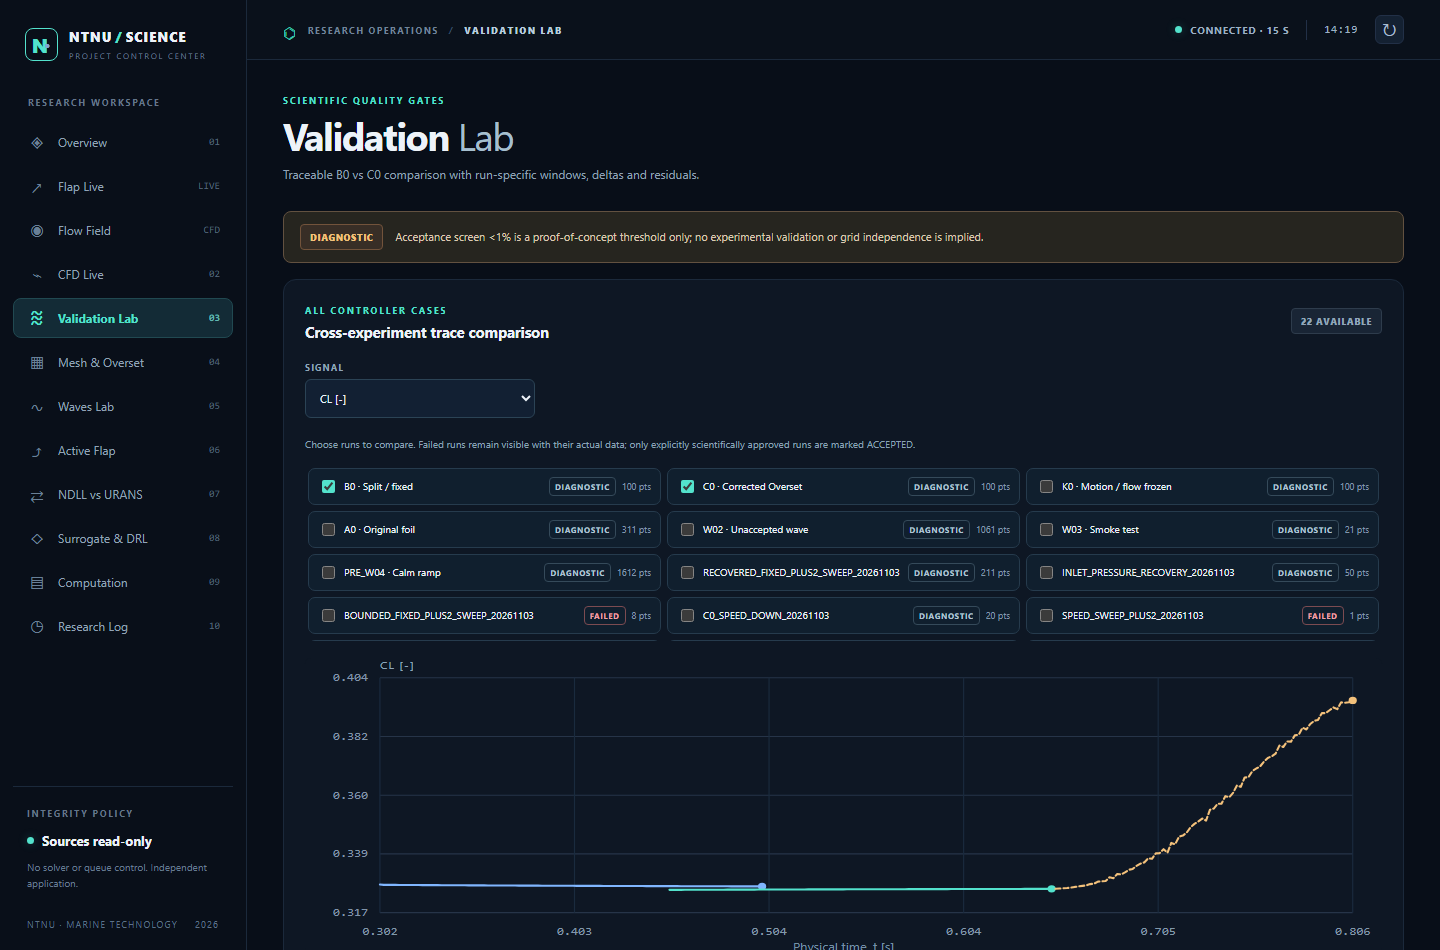 NTNU / SCIENCE
PROJECT CONTROL CENTER
RESEARCH WORKSPACE
Overview 01
Flap Live LIVE
Flow Field CFD
CFD Live 02
Validation Lab 03
Mesh & Overset 04
Waves Lab 05
Active Flap 06
NDLL vs URANS 07
Surrogate & DRL 08
Computation 09
Research Log 10
INTEGRITY POLICY
Sources read-only
No solver or queue control. Independent
application.
NTNU · MARINE TECHNOLOGY 2026
RESEARCH OPERATIONS / VALIDATION LAB
CONNECTED · 15 S 14:19
SCIENTIFIC QUALITY GATES
Validation Lab
Traceable B0 vs C0 comparison with run-specific windows, deltas and residuals.
DIAGNOSTIC Acceptance screen <1% is a proof-of-concept threshold only; no experimental validation or grid independence is implied.
ALL CONTROLLER CASES
Cross-experiment trace comparison
22 AVAILABLE
SIGNAL
CL [-]
Choose runs to compare. Failed runs remain visible with their actual data; only explicitly scientifically approved runs are marked ACCEPTED.
B0 · Split / fixed DIAGNOSTIC 100 pts
C0 · Corrected Overset DIAGNOSTIC 100 pts
K0 · Motion / flow frozen DIAGNOSTIC 100 pts
A0 · Original foil DIAGNOSTIC 311 pts
W02 · Unaccepted wave DIAGNOSTIC 1061 pts
W03 · Smoke test DIAGNOSTIC 21 pts
PRE_W04 · Calm ramp DIAGNOSTIC 1612 pts
RECOVERED_FIXED_PLUS2_SWEEP_20261103 DIAGNOSTIC 211 pts
INLET_PRESSURE_RECOVERY_20261103 DIAGNOSTIC 50 pts
BOUNDED_FIXED_PLUS2_SWEEP_20261103 FAILED 8 pts
C0_SPEED_DOWN_20261103 DIAGNOSTIC 20 pts
SPEED_SWEEP_PLUS2_20261103 FAILED 1 pts
CL [-]
0.404
0.382
0.360
0.339
0.317
0.302 0.403 0.504 0.604 0.705 0.806
Physical time, t [s]